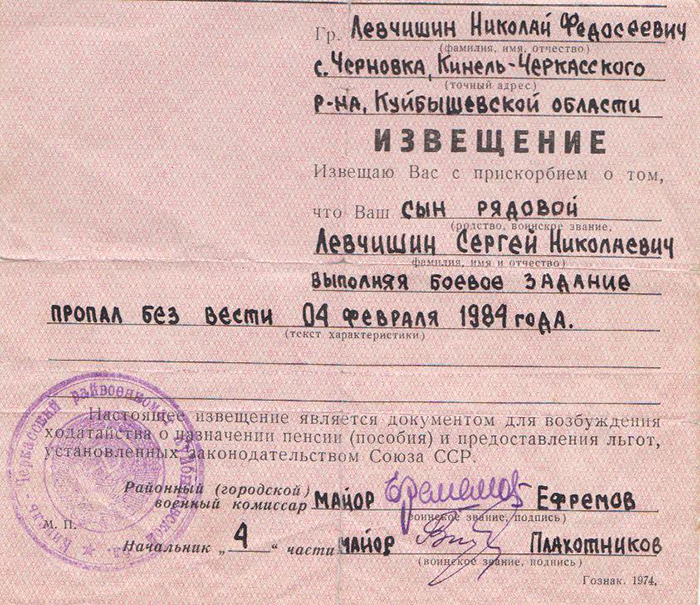 Гр. Левчишин Николай Федосеевич
(фамилия, имя, отчество)
с. Черновка, Кинель-Черкасского
(точный адрес)
р-на, Куйбышевской области
ИЗВЕЩЕНИЕ
Извещаю Вас с прискорбием о том,
что Ваш сын рядовой
(родство, воинское звание,
Левчишин Сергей Николаевич
фамилия, имя и отчество)
выполняя боевое задание
пропал без вести 04 февраля 1984 года.
(текст характеристики)
Настоящее извещение является документом для возбуждения
ходатайства о назначении пенсии (пособия) и предоставления льгот,
установленных законодательством Союза ССР.
Районный (городской)
военный комиссар майор Ефремов
(воинское звание, подпись)
М. П.
Начальник „4“ части майор Плахотников
(воинское звание, подпись)
Гознак. 1974.
Кинель-Черкасский райвоенкомат